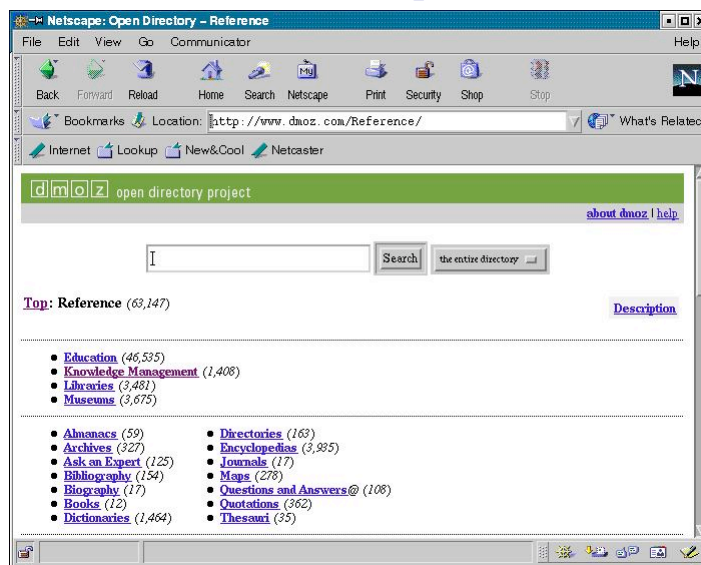 Netscape: Open Directory - Reference
File Edit View Go Communicator Help
Back Forward Reload Home Search Netscape Print Security Shop Stop
My
N
Bookmarks Location: http://www.dmoz.com/Reference/ What's Related
Internet Lookup New&Cool Netcaster
dmoz open directory project
about dmoz | help
Search the entire directory
Top: Reference (63,147)
Description
Education (46,535)
Knowledge Management (1,408)
Libraries (3,481)
Museums (3,675)
Almanacs (59)
Archives (327)
Ask an Expert (125)
Bibliography (154)
Biography (17)
Books (12)
Dictionaries (1,464)
Directories (163)
Encyclopedias (3,935)
Journals (17)
Maps (278)
Questions and Answers@ (108)
Quotations (362)
Thesauri (35)